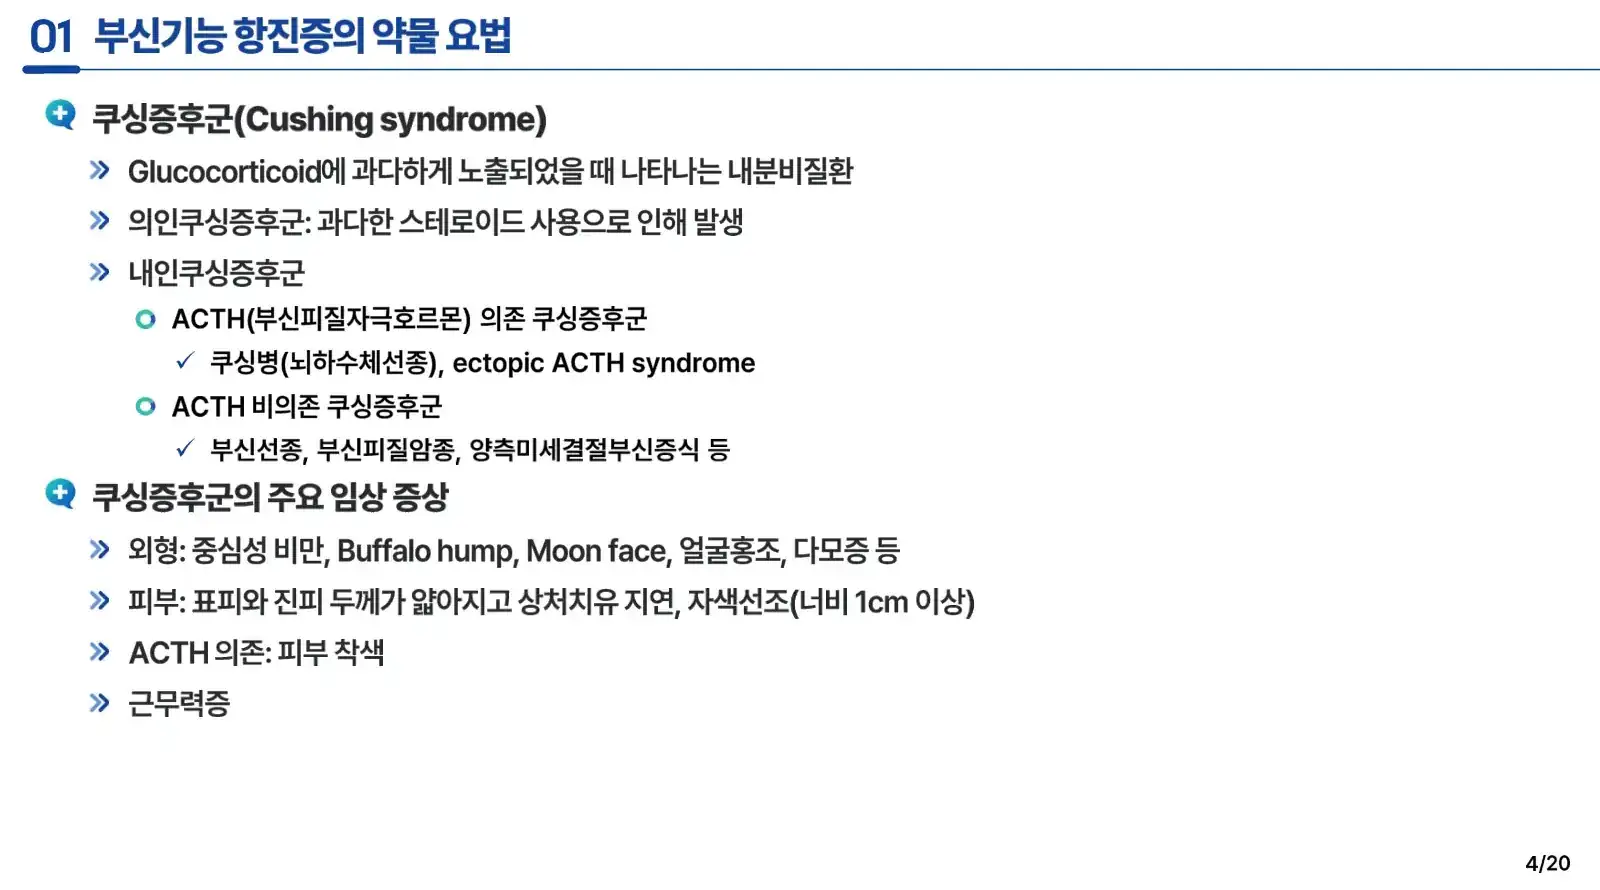 01 부신기능 항진증의 약물 요법
쿠싱증후군(Cushing syndrome)
Glucocorticoid에 과다하게 노출되었을 때 나타나는 내분비질환
의인쿠싱증후군: 과다한 스테로이드 사용으로 인해 발생
내인쿠싱증후군
ACTH(부신피질자극호르몬) 의존 쿠싱증후군
✓ 쿠싱병(뇌하수체선종), ectopic ACTH syndrome
ACTH 비의존 쿠싱증후군
✓ 부신선종, 부신피질암종, 양측미세결절부신증식 등
쿠싱증후군의 주요 임상 증상
외형: 중심성 비만, Buffalo hump, Moon face, 얼굴홍조, 다모증 등
피부: 표피와 진피 두께가 얇아지고 상처치유 지연, 자색선조(너비 1cm 이상)
ACTH 의존: 피부 착색
근무력증
4/20